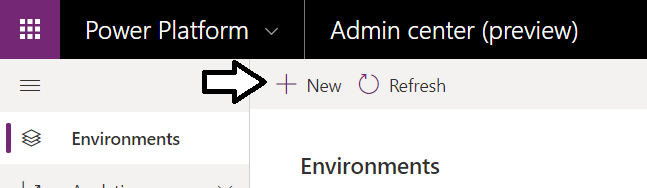 Power Platform
Admin center (preview)
New
Refresh
Environments
Environments